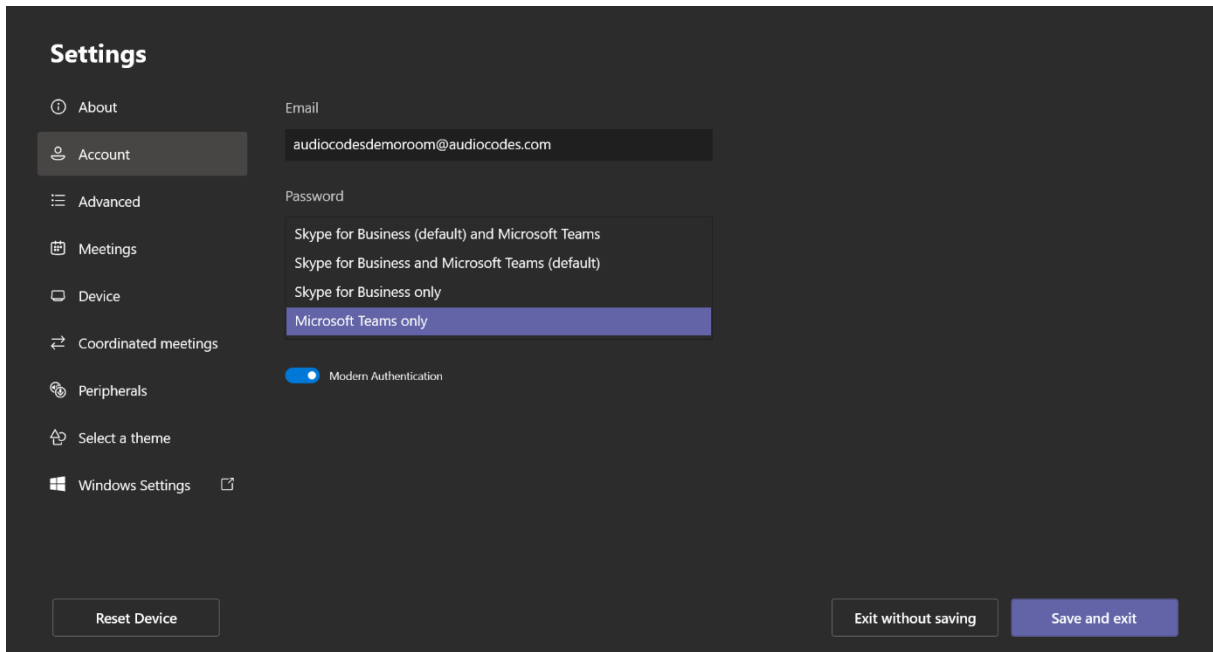 Settings
About
Account
Advanced
Meetings
Device
Coordinated meetings
Peripherals
Select a theme
Windows Settings
Email
audiocodesdemoroom@audiocodes.com
Password
Skype for Business (default) and Microsoft Teams
Skype for Business and Microsoft Teams (default)
Skype for Business only
Microsoft Teams only
Modern Authentication
Reset Device
Exit without saving
Save and exit